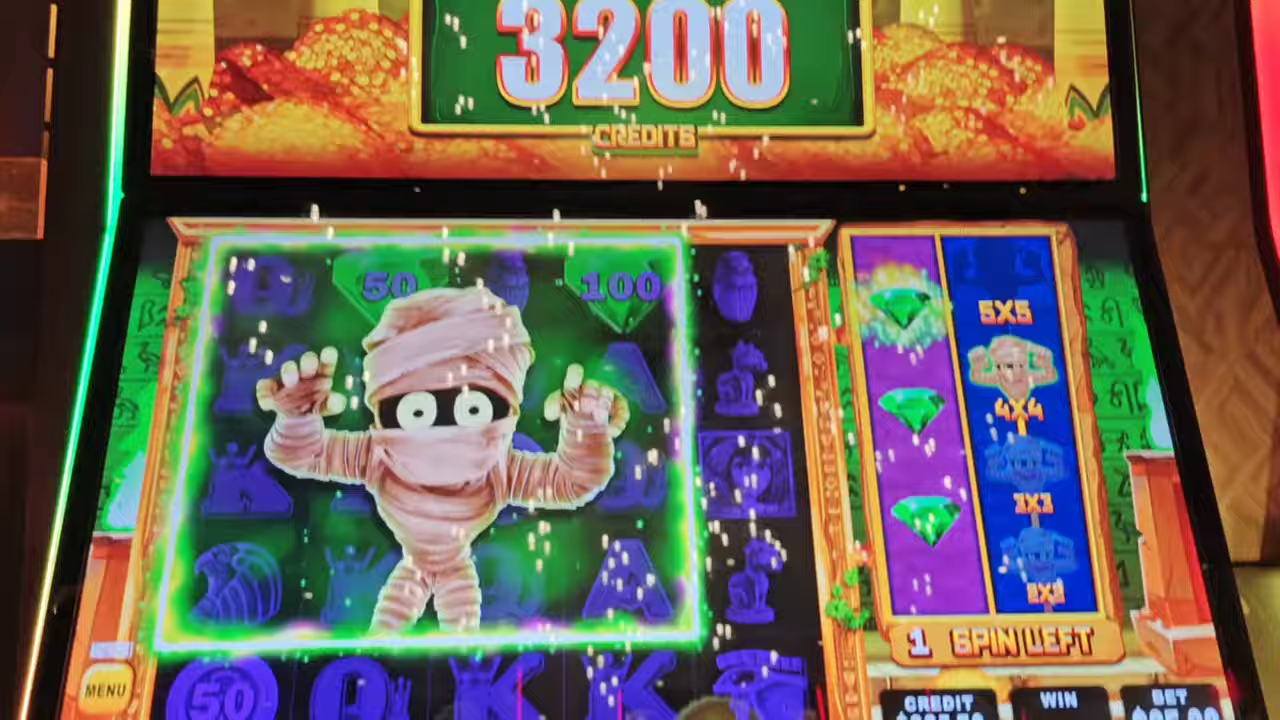 3200
CREDITS
50
100
5X5
4X4
3X3
2X2
1 SPIN LEFT
MENU
50
A
K
K
A
K
A
CREDIT
WIN
BET